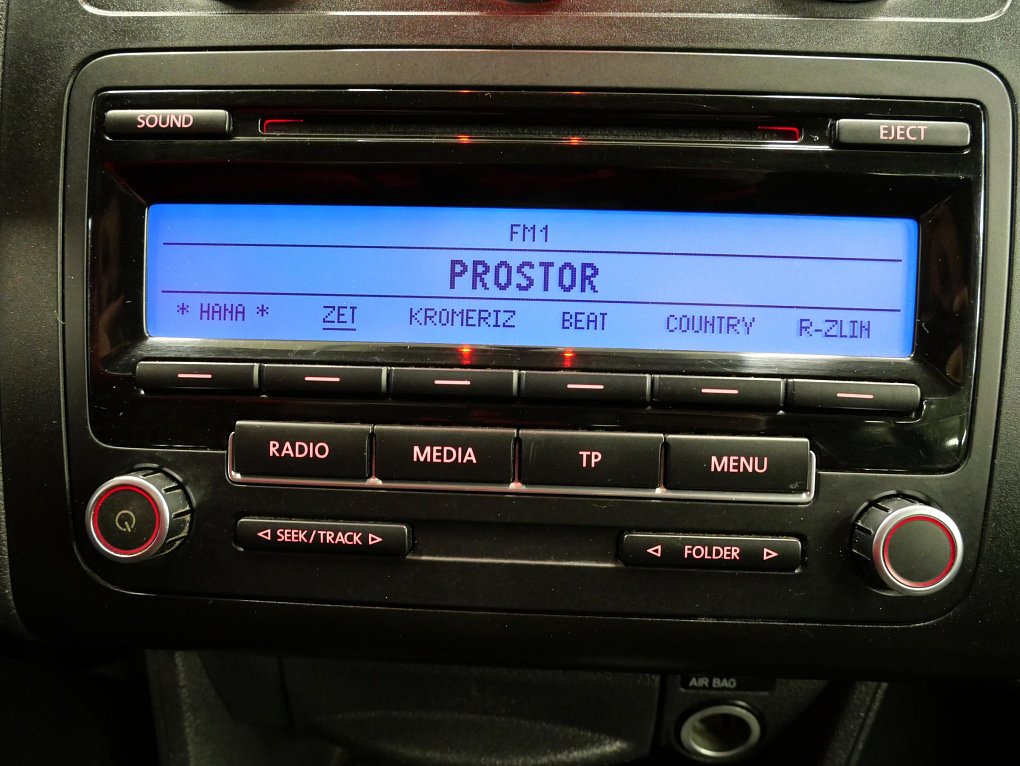 SOUND
EJECT
FM1
PROSTOR
* HANA * ZET KROMERIZ BEAT COUNTRY R-ZLIN
RADIO MEDIA TP MENU
SEEK/TRACK FOLDER
AIR BAG